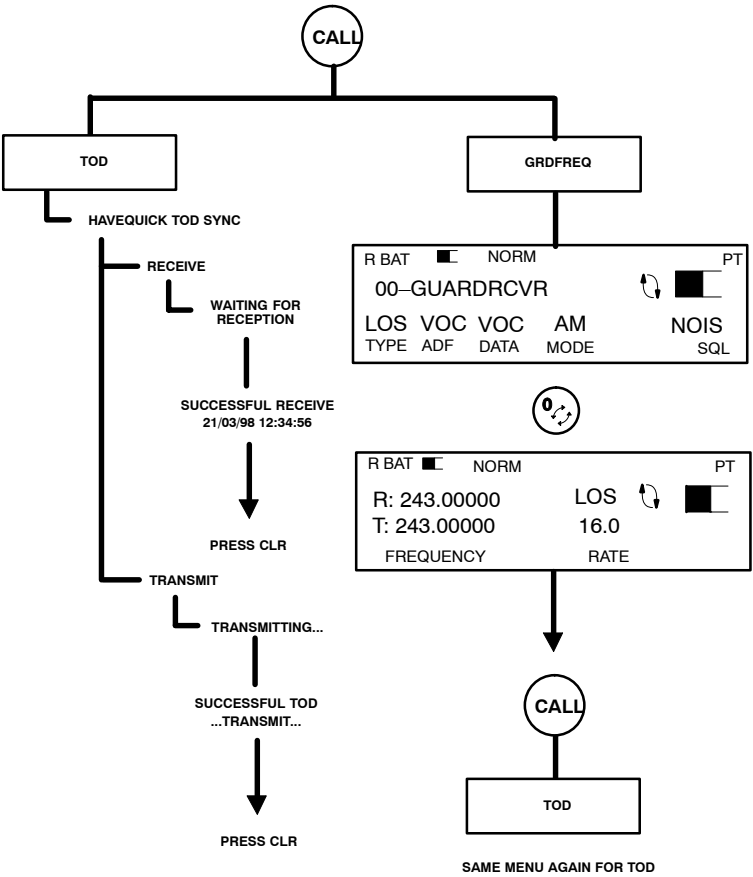 CALL
TOD
HAVEQUICK TOD SYNC
RECEIVE
WAITING FOR
RECEPTION
SUCCESSFUL RECEIVE
21/03/98 12:34:56
PRESS CLR
TRANSMIT
TRANSMITTING...
SUCCESSFUL TOD
...TRANSMIT...
PRESS CLR
GRDFREQ
R BAT NORM PT
00–GUARDRCVR
LOS VOC VOC AM NOIS
TYPE ADF DATA MODE SQL
0
R BAT NORM PT
R: 243.00000 LOS
T: 243.00000 16.0
FREQUENCY RATE
CALL
TOD
SAME MENU AGAIN FOR TOD